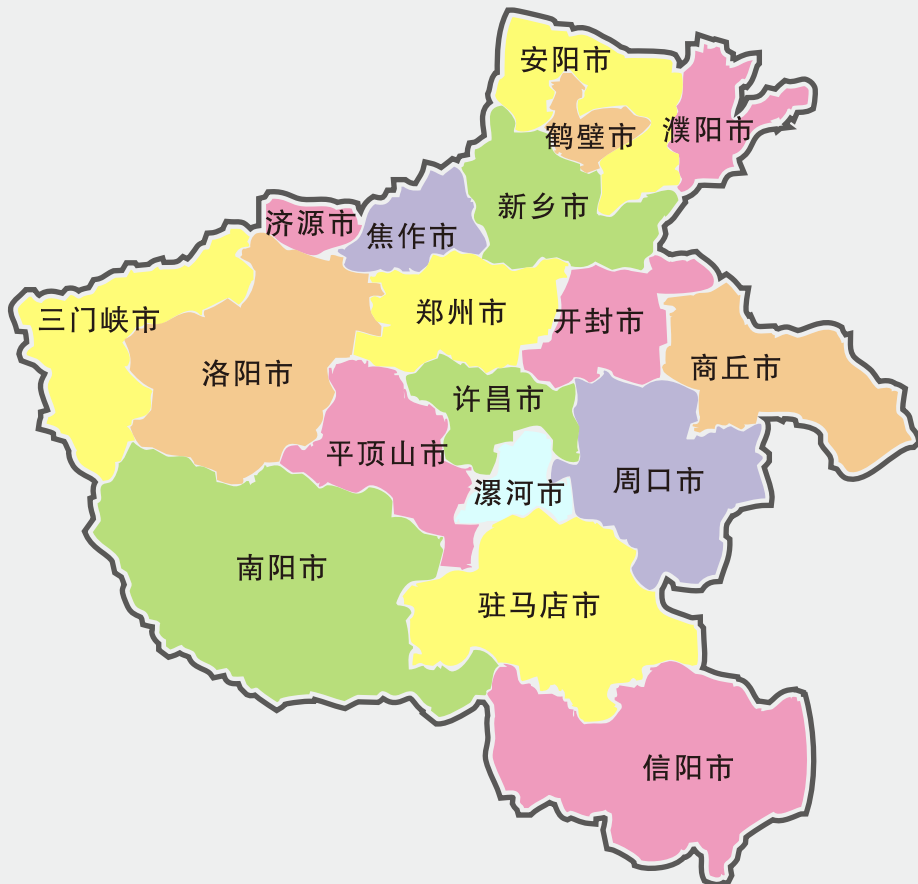 安阳市
鹤壁市
濮阳市
新乡市
济源市
焦作市
三门峡市
郑州市
开封市
洛阳市
商丘市
许昌市
平顶山市
漯河市
周口市
南阳市
驻马店市
信阳市